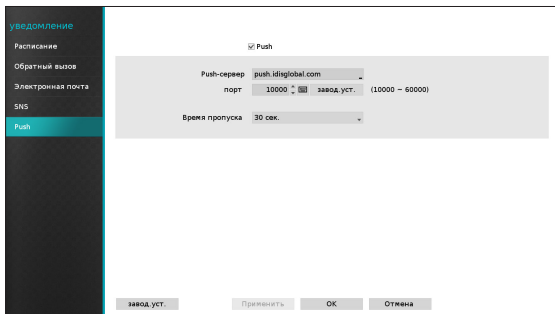 уведомление
Расписание
Обратный вызов
Электронная почта
SNS
Push
Push
Push-сервер push.idisglobal.com
порт 10000 завод.уст. (10000 ~ 60000)
Время пропуска 30 сек.
завод.уст. Применить OK Отмена